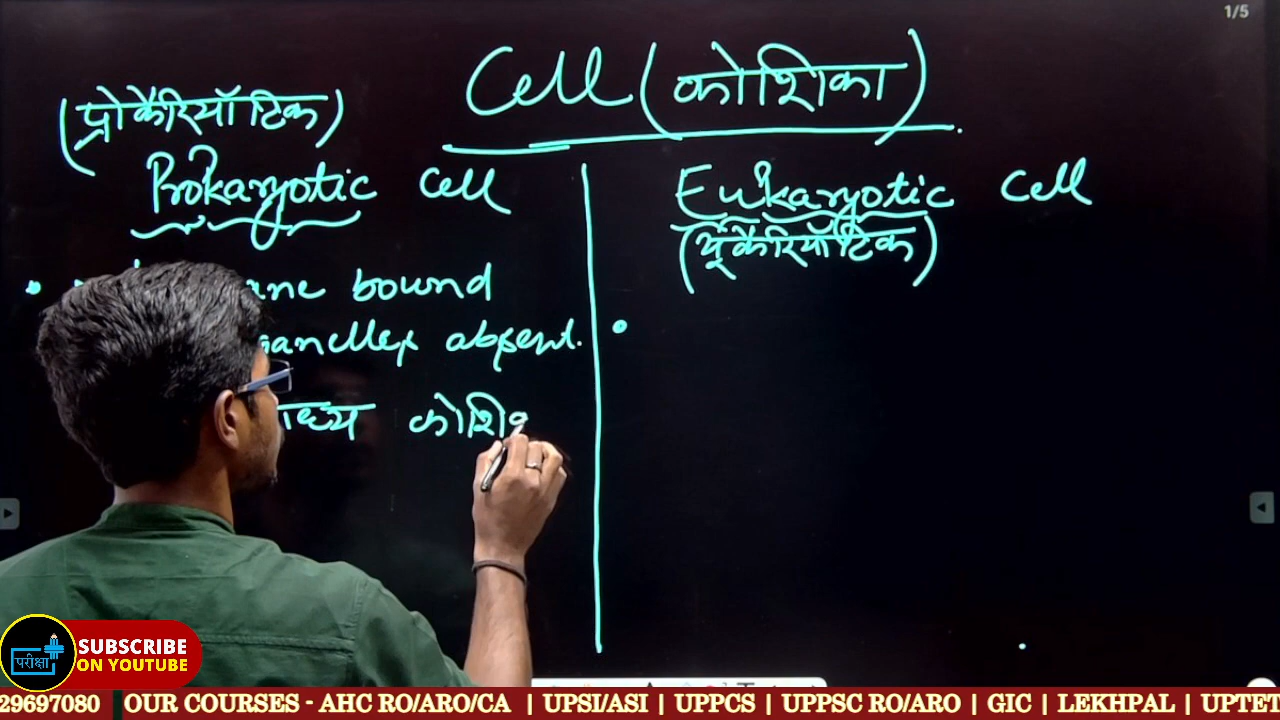 1/5
Cell (कोशिका)
(प्रोकैरियॉटिक)
Prokaryotic Cell
bound
absent.
कोशि
Eukaryotic Cell
(यूकैरियॉटिक)
परीक्षा
SUBSCRIBE
ON YOUTUBE
29697080 OUR COURSES - AHC RO/ARO/CA | UPSI/ASI | UPPCS | UPPSC RO/ARO | GIC | LEKHPAL | UPTET